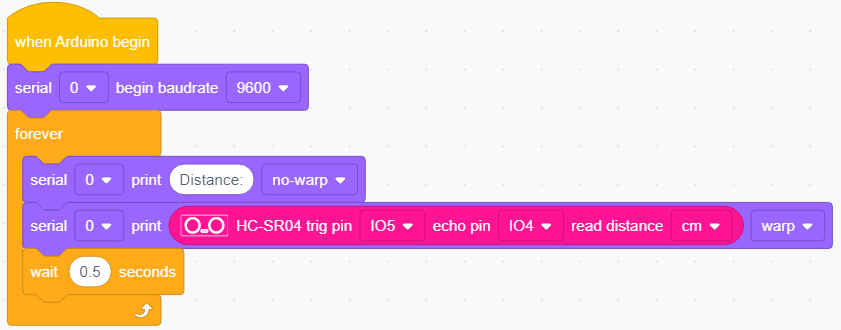 when Arduino begin
serial 0 begin baudrate 9600
forever
serial 0 print Distance: no-warp
serial 0 print HC-SR04 trig pin IO5 echo pin IO4 read distance cm warp
wait 0.5 seconds